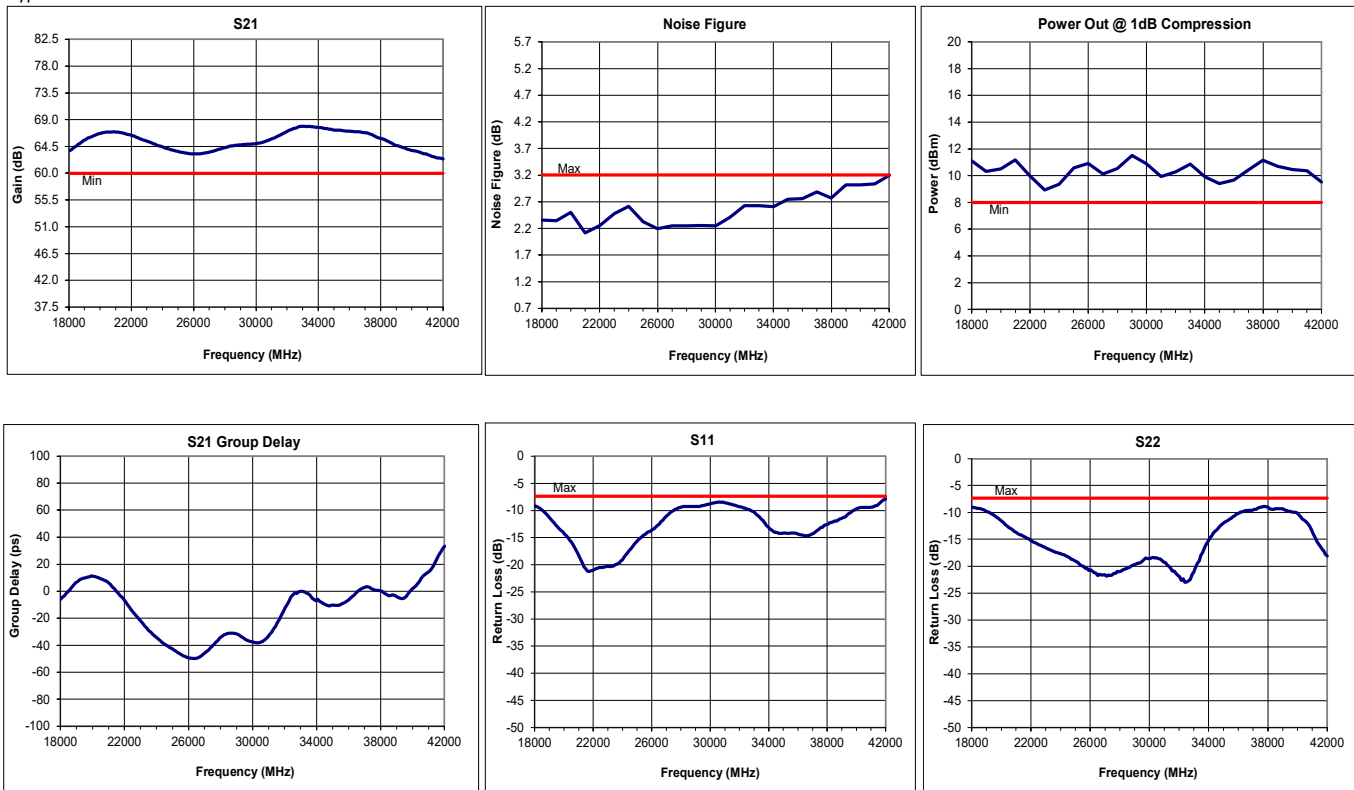 S21
82.5
78.0
73.5
69.0
64.5
60.0
55.5
51.0
46.5
42.0
37.5
Gain (dB)
Min
18000 22000 26000 30000 34000 38000 42000
Frequency (MHz)
Noise Figure
5.7
5.2
4.7
4.2
3.7
3.2
2.7
2.2
1.7
1.2
0.7
Noise Figure (dB)
Max
18000 22000 26000 30000 34000 38000 42000
Frequency (MHz)
Power Out @ 1dB Compression
20
18
16
14
12
10
8
6
4
2
0
Power (dBm)
Min
18000 22000 26000 30000 34000 38000 42000
Frequency (MHz)
S21 Group Delay
100
80
60
40
20
0
-20
-40
-60
-80
-100
Group Delay (ps)
18000 22000 26000 30000 34000 38000 42000
Frequency (MHz)
S11
0
-5
-10
-15
-20
-25
-30
-35
-40
-45
-50
Return Loss (dB)
Max
18000 22000 26000 30000 34000 38000 42000
Frequency (MHz)
S22
0
-5
-10
-15
-20
-25
-30
-35
-40
-45
-50
Return Loss (dB)
Max
18000 22000 26000 30000 34000 38000 42000
Frequency (MHz)